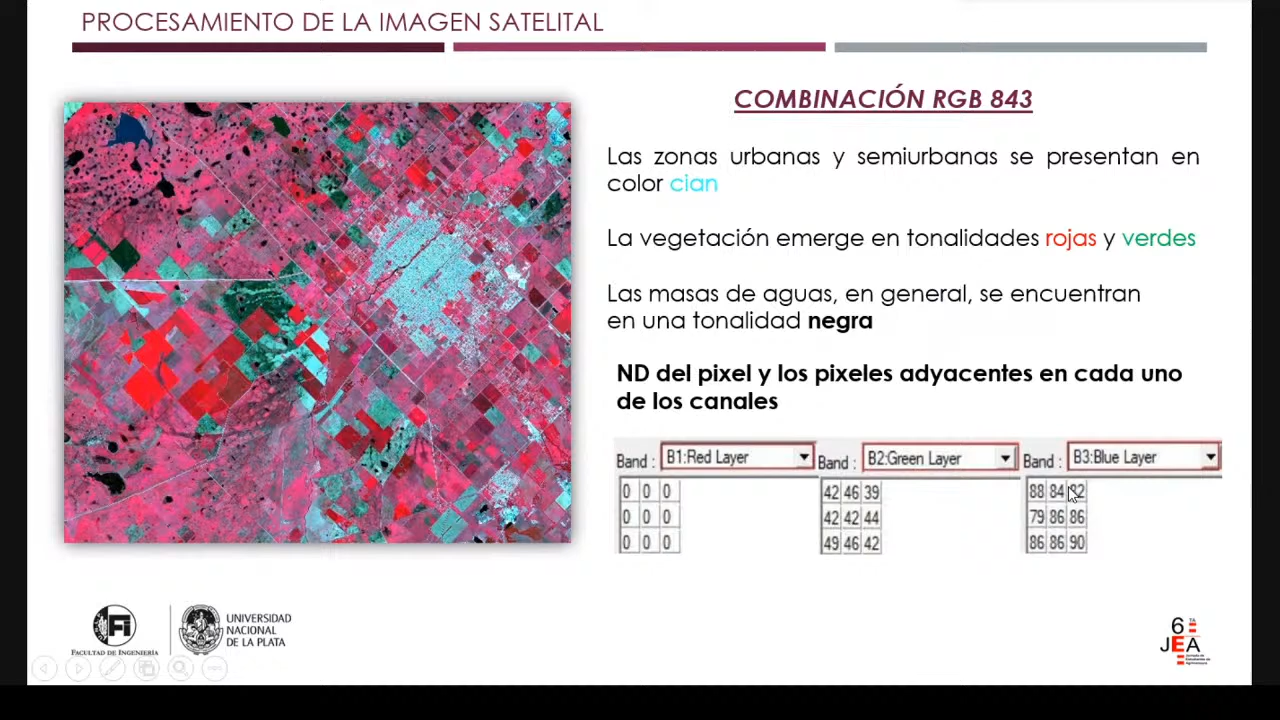 PROCESAMIENTO DE LA IMAGEN SATELITAL
COMBINACIÓN RGB 843
Las zonas urbanas y semiurbanas se presentan en
color cian
La vegetación emerge en tonalidades rojas y verdes
Las masas de aguas, en general, se encuentran
en una tonalidad negra
ND del pixel y los pixeles adyacentes en cada uno
de los canales
Band : B1:Red Layer
0 0 0
0 0 0
0 0 0
Band : B2:Green Layer
42 46 39
42 42 44
49 46 42
Band : B3:Blue Layer
88 84
79 86 86
86 86 90
Fi
FACULTAD DE INGENIERÍA
UNIVERSIDAD
NACIONAL
DE LA PLATA
6 TA
JEA